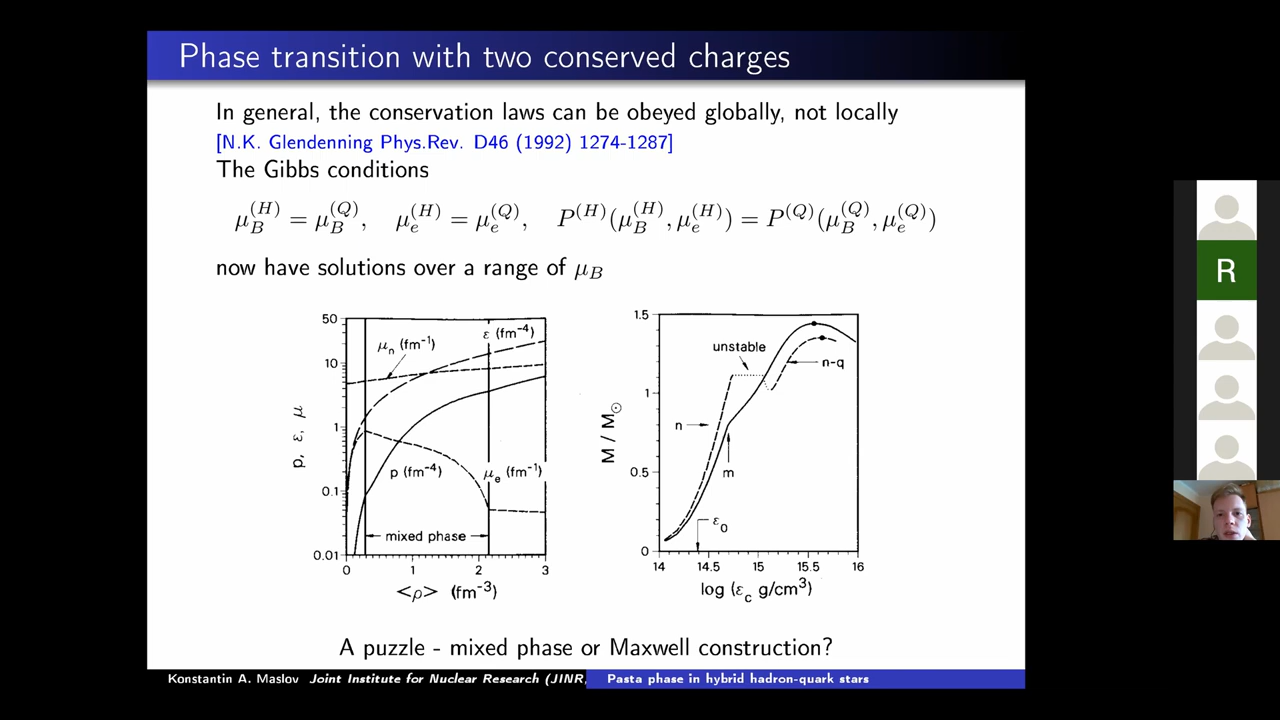 Phase transition with two conserved charges
In general, the conservation laws can be obeyed globally, not locally
[N.K. Glendenning Phys.Rev. D46 (1992) 1274-1287]
The Gibbs conditions
μ_B^(H) = μ_B^(Q), μ_e^(H) = μ_e^(Q), P^(H)(μ_B^(H), μ_e^(H)) = P^(Q)(μ_B^(Q), μ_e^(Q))
now have solutions over a range of μ_B
50
10
1
0.1
0.01
p, ε, μ
μ_n (fm⁻¹)
ε (fm⁻⁴)
p (fm⁻⁴)
μ_e (fm⁻¹)
mixed phase
0 1 2 3
<ρ> (fm⁻³)
1.5
1
0.5
0
M / M⊙
unstable
n-q
n
m
ε₀
14 14.5 15 15.5 16
log (ε_c g/cm³)
A puzzle - mixed phase or Maxwell construction?
Konstantin A. Maslov Joint Institute for Nuclear Research (JINR,
Pasta phase in hybrid hadron-quark stars
R